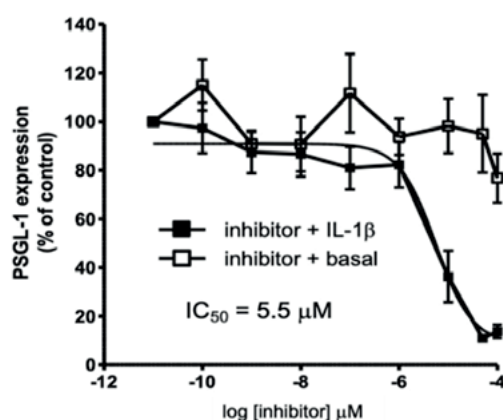 140
120
100
80
60
40
20
0
PSGL-1 expression
(% of control)
inhibitor + IL-1β
inhibitor + basal
IC50 = 5.5 μM
-12 -10 -8 -6 -4
log [inhibitor] μM